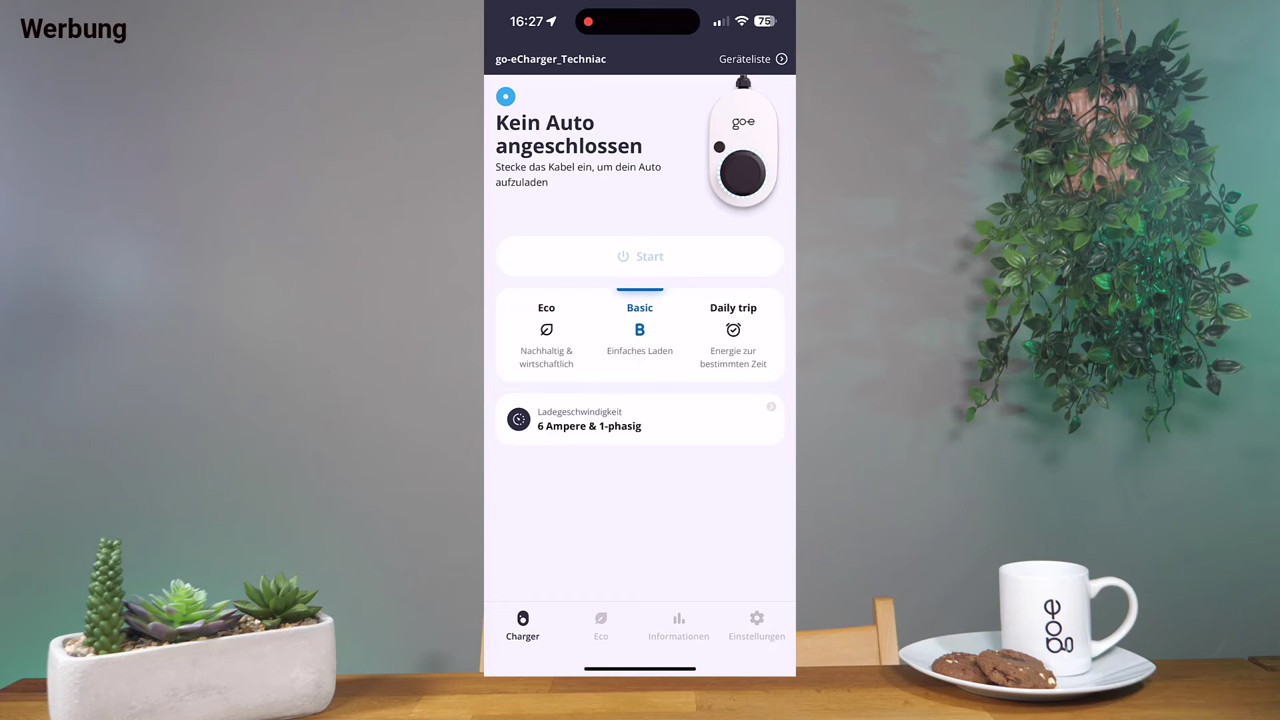 Werbung
16:27
75
go-eCharger_Techniac
Geräteliste
Kein Auto
angeschlossen
Stecke das Kabel ein, um dein Auto
aufzuladen
go-e
Start
Eco
Basic
Daily trip
B
Nachhaltig &
wirtschaftlich
Einfaches Laden
Energie zur
bestimmten Zeit
Ladegeschwindigkeit
6 Ampere & 1-phasig
Charger
Eco
Informationen
Einstellungen
go-e